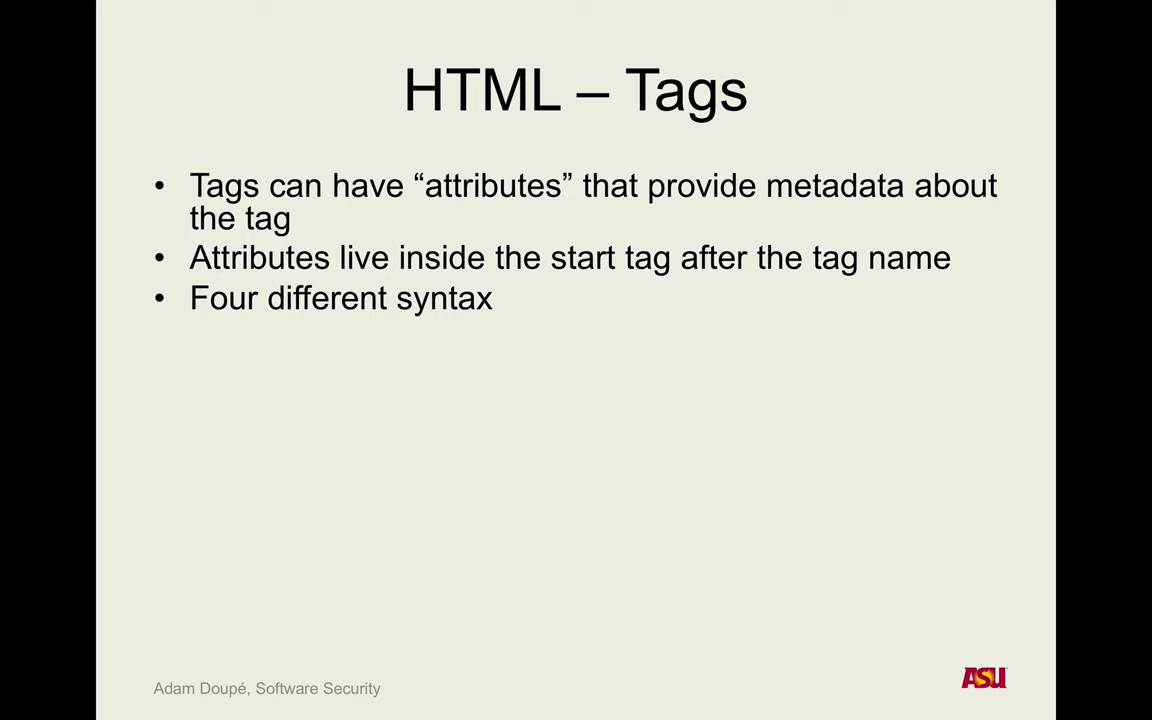 HTML – Tags
• Tags can have “attributes” that provide metadata about
the tag
• Attributes live inside the start tag after the tag name
• Four different syntax
Adam Doupé, Software Security
ASU